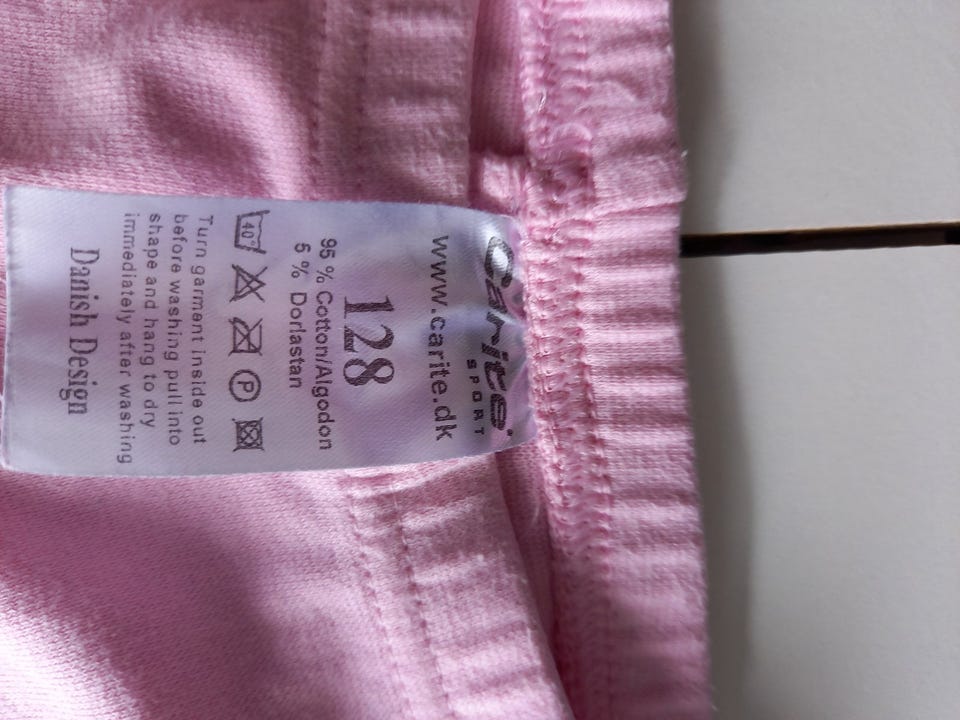 Carite
SPORT
www.carite.dk
128
95 % Cotton/Algodon
5 % Dorlastan
40°
P
Turn garment inside out
before washing pull into
shape and hang to dry
immediately after washing
Danish Design